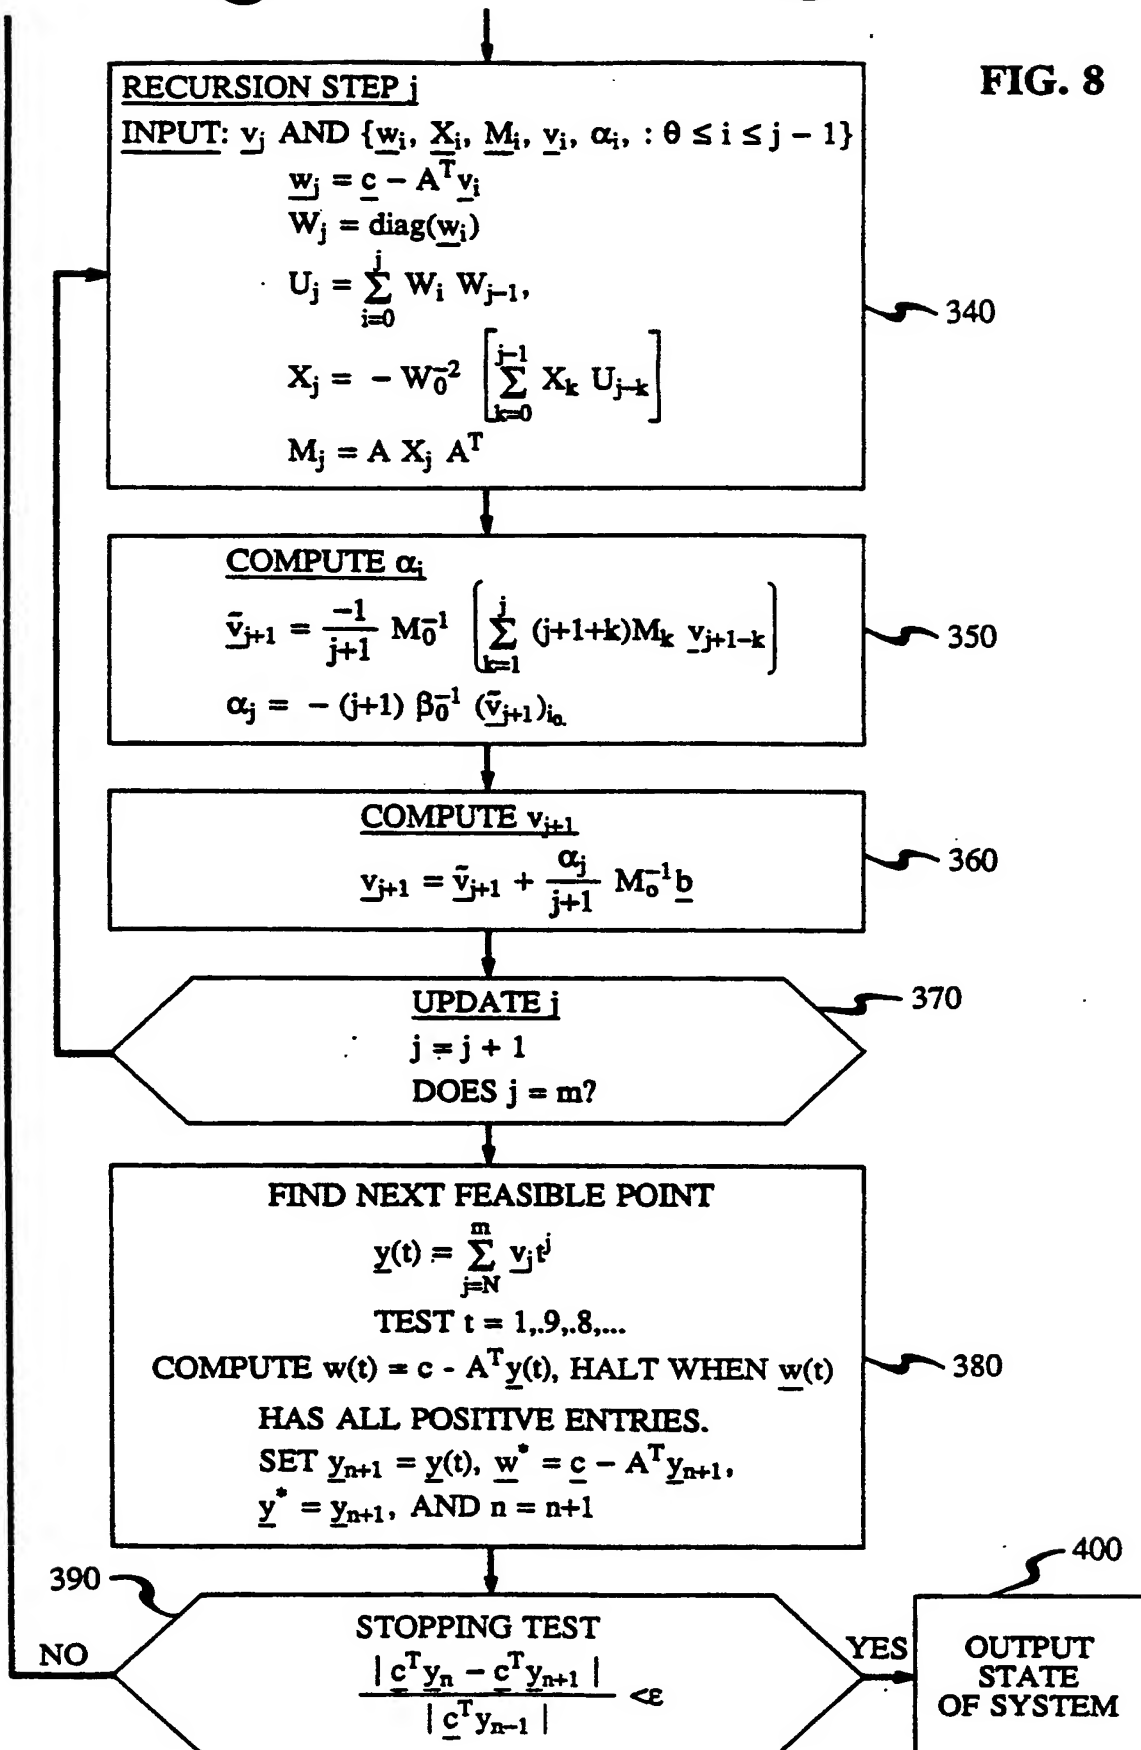 FIG. 8
RECURSION STEP j
INPUT: v_j AND {w_i, X_i, M_i, v_i, α_i, : θ ≤ i ≤ j − 1}
w_j = c − A^T v_i
W_j = diag(w_i)
U_j = Σ_{i=0}^{j} W_i W_{j−1},
X_j = − W_0^{−2} [ Σ_{k=0}^{j−1} X_k U_{j−k} ]
M_j = A X_j A^T
340
COMPUTE α_j
ṽ_{j+1} = −1/(j+1) M_0^{−1} ( Σ_{k=1}^{j} (j+1+k)M_k v_{j+1−k} )
α_j = − (j+1) β_0^{−1} (ṽ_{j+1})_{i_o.}
350
COMPUTE v_{j+1}
v_{j+1} = ṽ_{j+1} + α_j/(j+1) M_o^{−1} b
360
UPDATE j
j = j + 1
DOES j = m?
370
FIND NEXT FEASIBLE POINT
y(t) = Σ_{j=N}^{m} v_j t^j
TEST t = 1,.9,.8,...
COMPUTE w(t) = c - A^T y(t), HALT WHEN w(t)
HAS ALL POSITIVE ENTRIES.
SET y_{n+1} = y(t), w^* = c − A^T y_{n+1},
y^* = y_{n+1}, AND n = n+1
380
390
STOPPING TEST
| c^T y_n − c^T y_{n+1} | / | c^T y_{n−1} | <ε
NO
YES
400
OUTPUT
STATE
OF SYSTEM